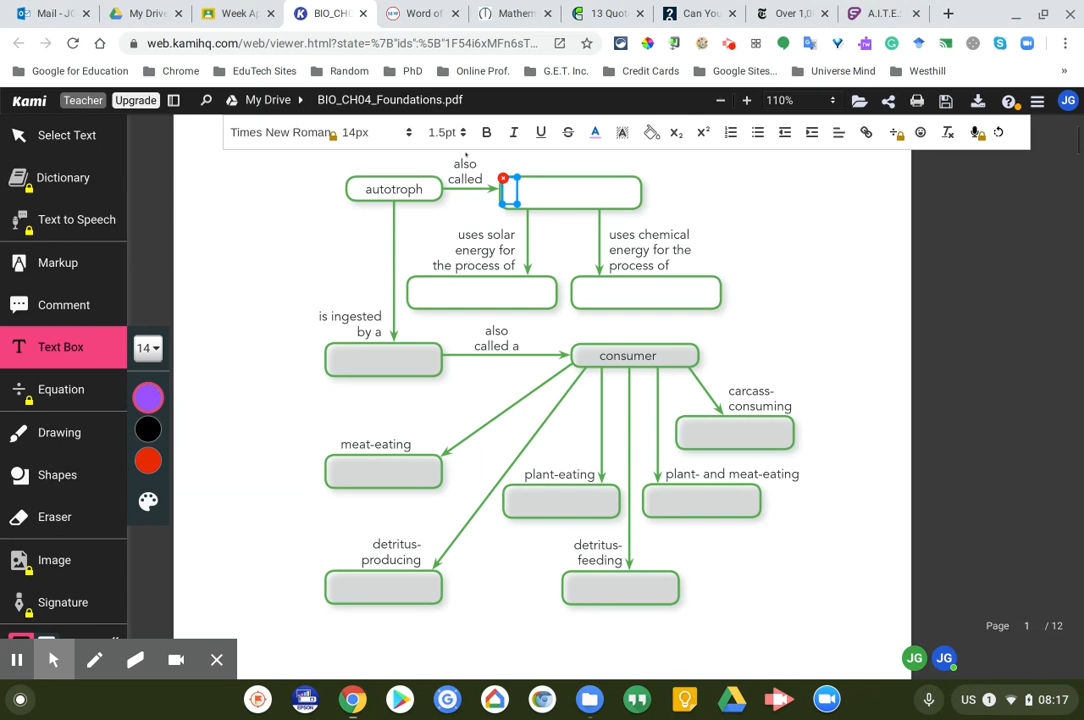 Mail - JC
My Drive
Week Ap
BIO_CH0
Word of
Mathem
13 Quot
Can You
Over 1,0
A.I.T.E.
web.kamihq.com/web/viewer.html?state=%7B"ids":%5B"1F54i6xMFn6sT...
Google for Education
Chrome
EduTech Sites
Random
PhD
Online Prof.
G.E.T. Inc.
Credit Cards
Google Sites...
Universe Mind
Westhill
»
Kami
Teacher
Upgrade
My Drive
BIO_CH04_Foundations.pdf
110%
JG
Times New Roman
14px
1.5pt
Select Text
Dictionary
Text to Speech
Markup
Comment
Text Box
14
Equation
Drawing
Shapes
Eraser
Image
Signature
also
called
autotroph
uses solar
energy for
the process of
uses chemical
energy for the
process of
is ingested
by a
also
called a
consumer
carcass-
consuming
meat-eating
plant-eating
plant- and meat-eating
detritus-
producing
detritus-
feeding
Page 1 / 12
JG
JG
EPSON
US
1
08:17